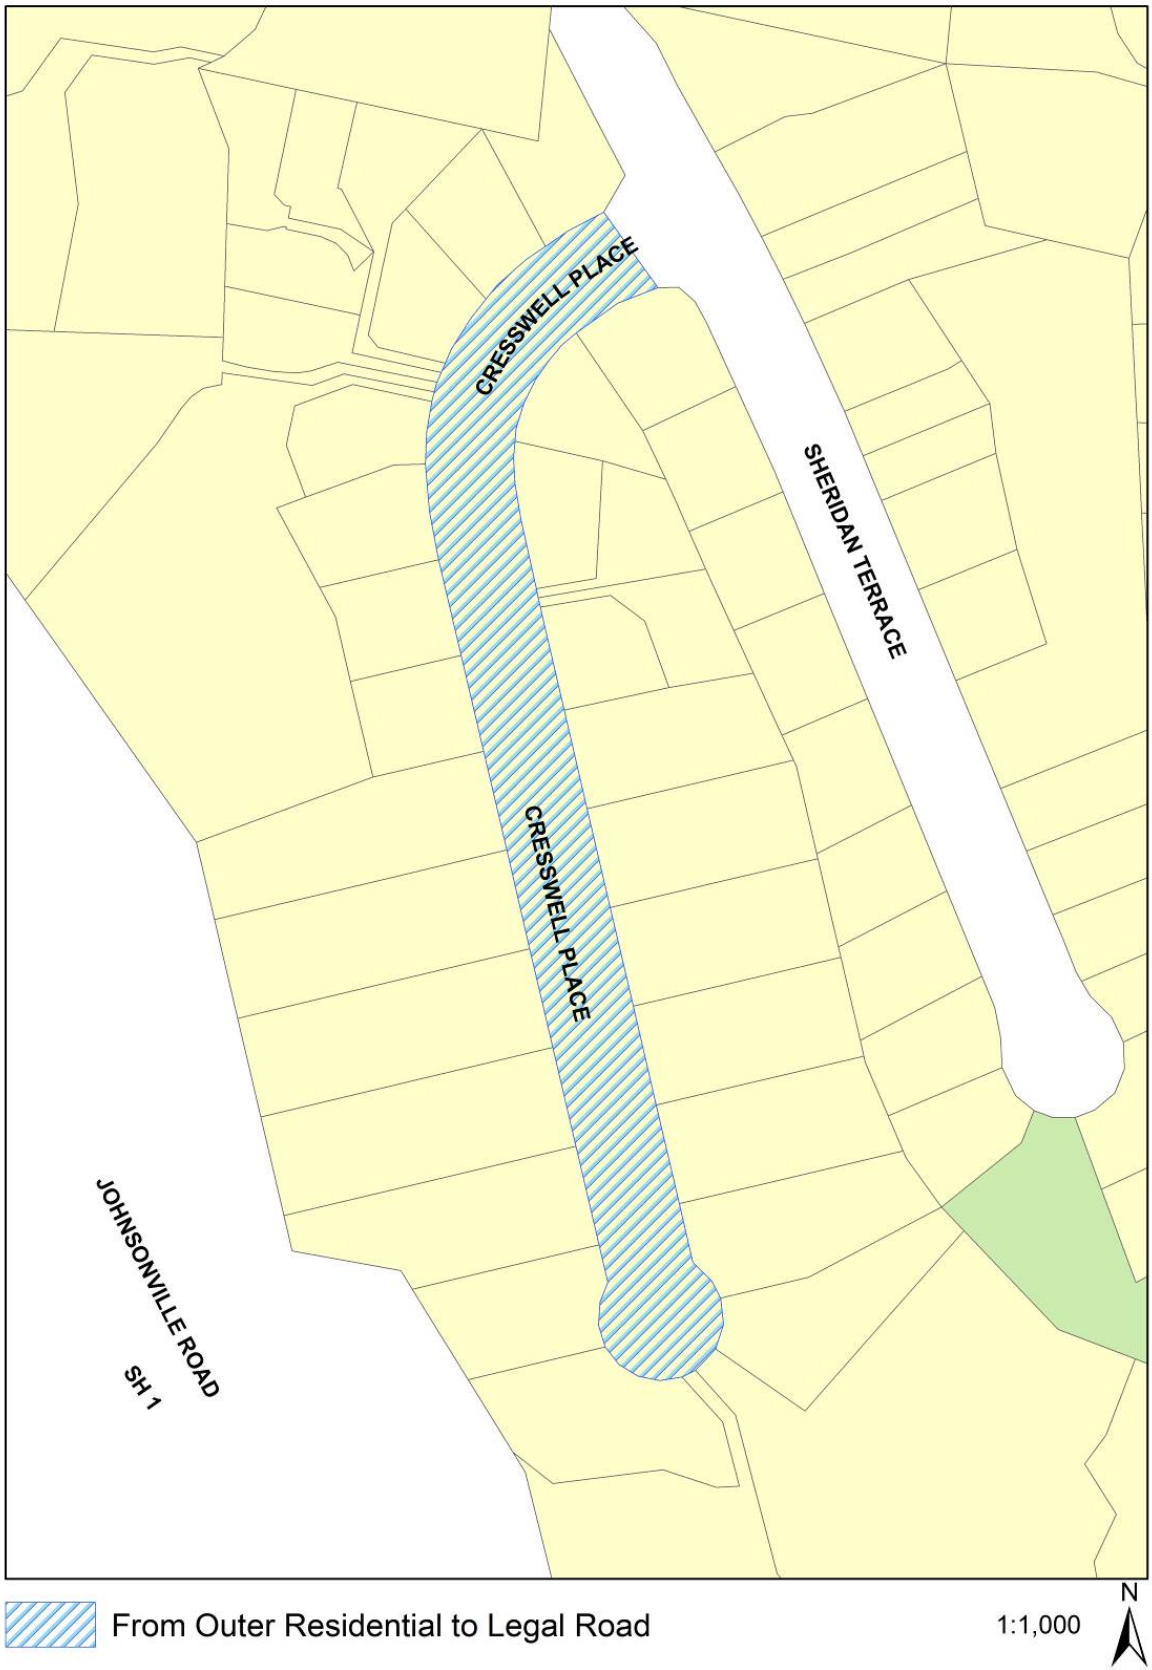 CRESSWELL PLACE
SHERIDAN TERRACE
CRESSWELL PLACE
JOHNSONVILLE ROAD
SH 1
N
From Outer Residential to Legal Road
1:1,000